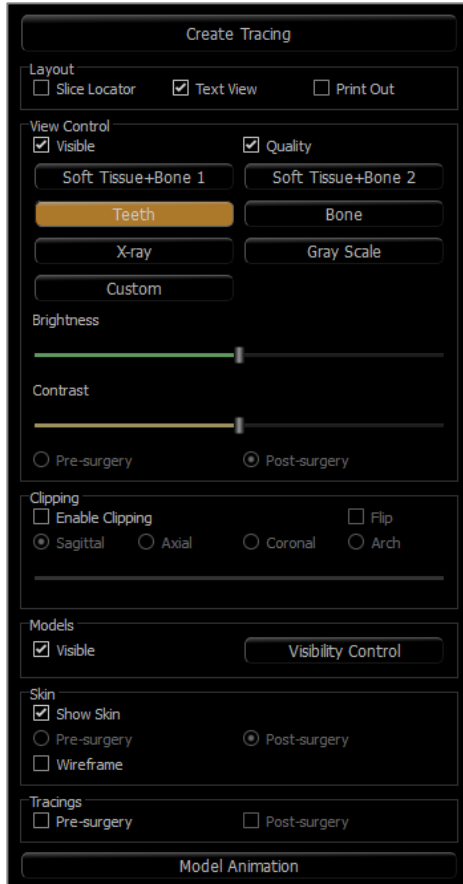 Create Tracing
Layout
Slice Locator Text View Print Out
View Control
Visible Quality
Soft Tissue+Bone 1 Soft Tissue+Bone 2
Teeth Bone
X-ray Gray Scale
Custom
Brightness
Contrast
Pre-surgery Post-surgery
Clipping
Enable Clipping Flip
Sagittal Axial Coronal Arch
Models
Visible Visibility Control
Skin
Show Skin
Pre-surgery Post-surgery
Wireframe
Tracings
Pre-surgery Post-surgery
Model Animation